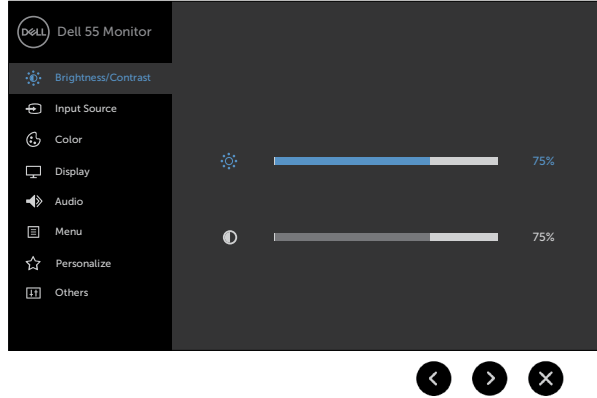 DELL Dell 55 Monitor
Brightness/Contrast
Input Source
Color
Display
Audio
Menu
Personalize
Others
75%
75%